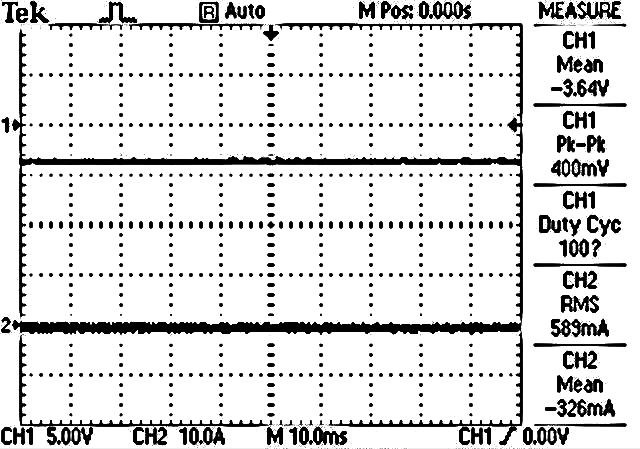 Tek R Auto M Pos: 0.000s MEASURE
CH1
Mean
-3.64V
1
CH1
Pk-Pk
400mV
CH1
Duty Cyc
100?
CH2
RMS
589mA
2
CH2
Mean
-326mA
CH1 5.00V CH2 10.0A M 10.0ms CH1 0.00V